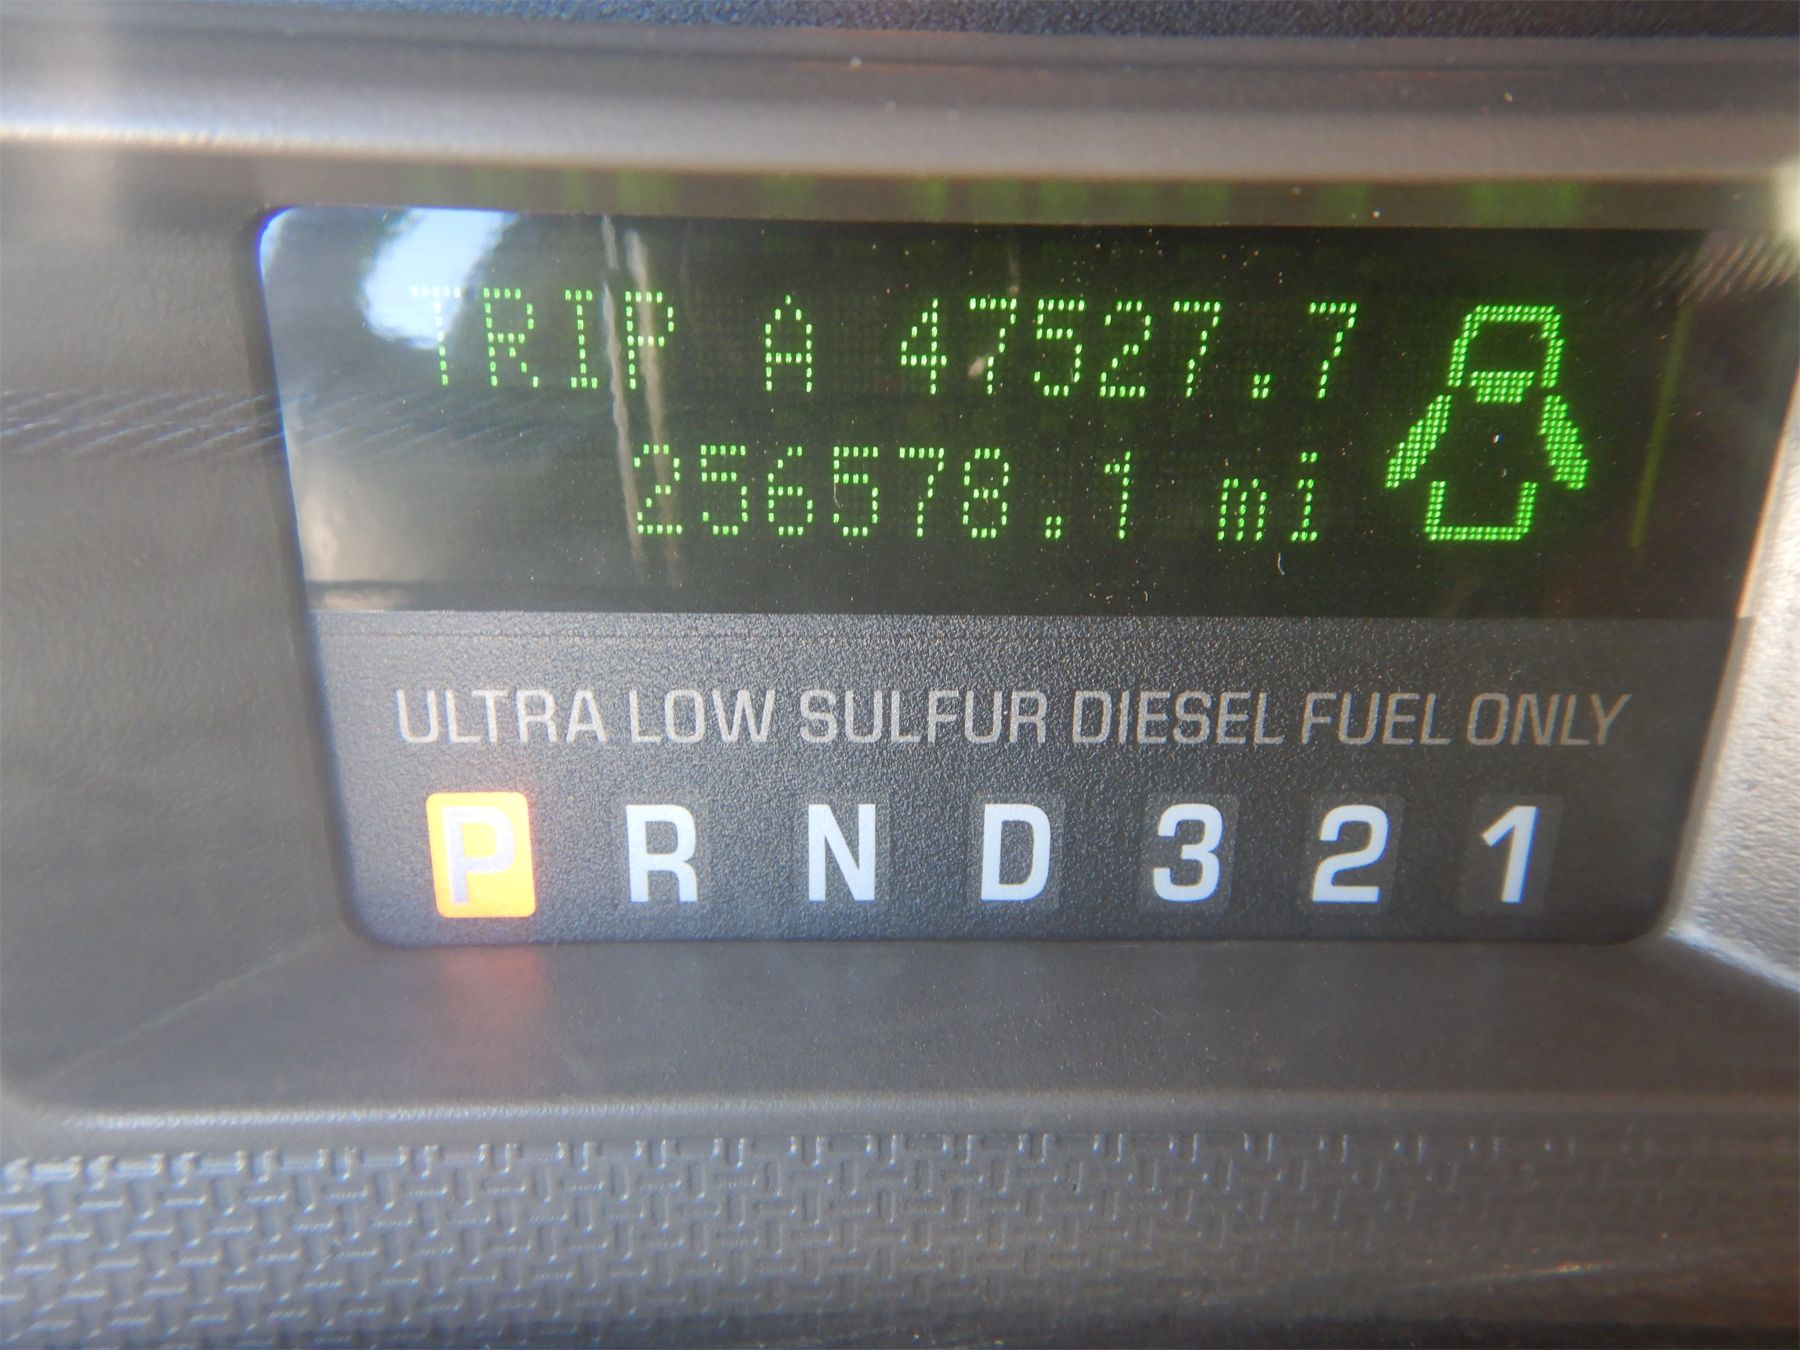 TRIP A 47527.7
256578.1 mi
ULTRA LOW SULFUR DIESEL FUEL ONLY
P R N D 3 2 1